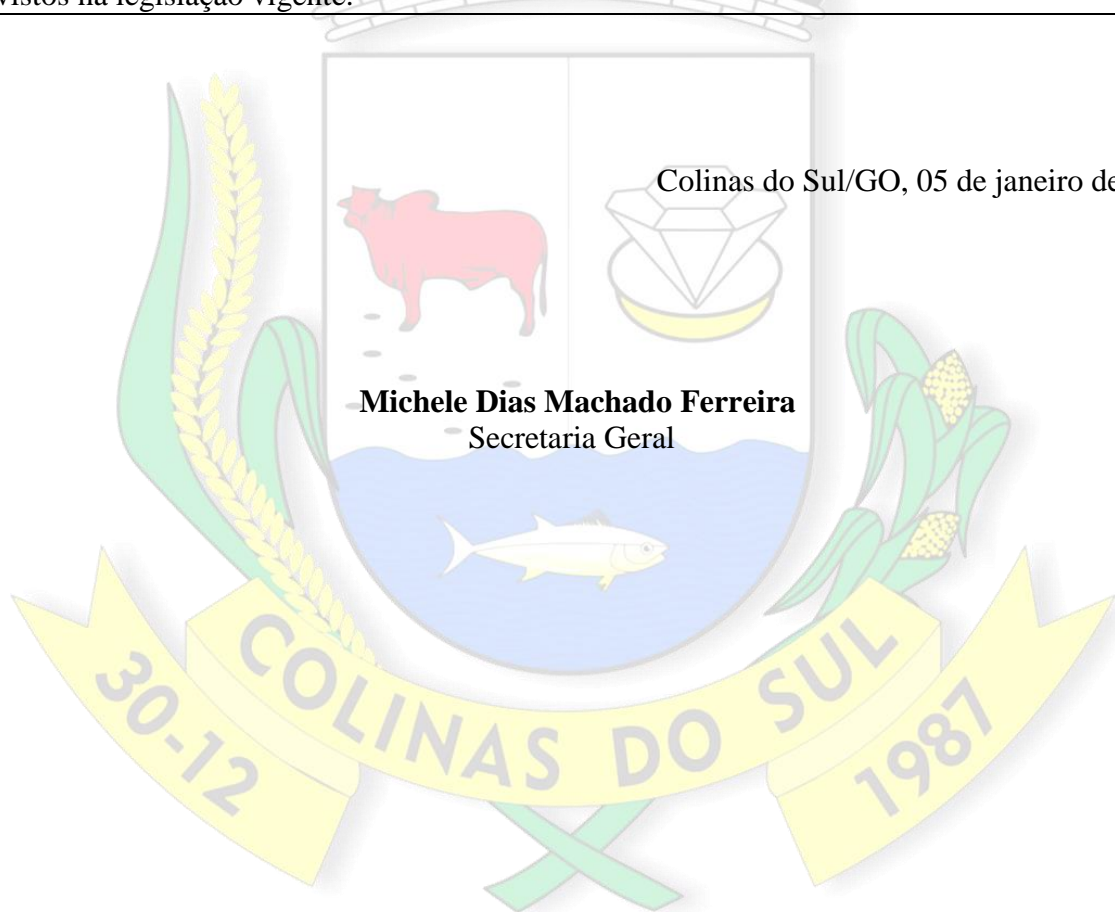 vistos na legislação vigente.
Colinas do Sul/GO, 05 de janeiro de
Michele Dias Machado Ferreira
Secretaria Geral
COLINAS DO SUL
30-12
1987